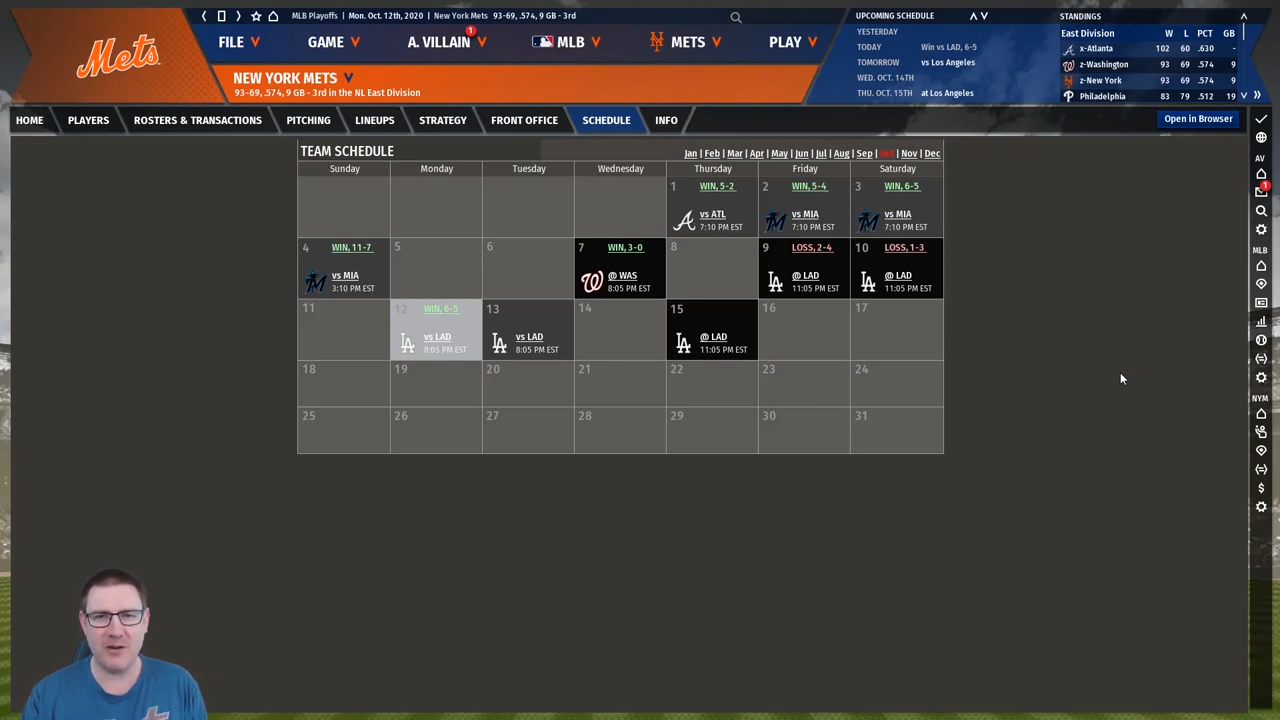 MLB Playoffs | Mon. Oct. 12th, 2020 | New York Mets 93-69, .574, 9 GB - 3rd
Mets
FILE GAME A. VILLAIN 1 MLB METS PLAY
NEW YORK METS
93-69, .574, 9 GB - 3rd in the NL East Division
UPCOMING SCHEDULE
YESTERDAY
TODAY Win vs LAD, 6-5
TOMORROW vs Los Angeles
WED. OCT. 14TH
THU. OCT. 15TH at Los Angeles
STANDINGS
East Division W L PCT GB
x-Atlanta 102 60 .630 -
z-Washington 93 69 .574 9
z-New York 93 69 .574 9
Philadelphia 83 79 .512 19
HOME PLAYERS ROSTERS & TRANSACTIONS PITCHING LINEUPS STRATEGY FRONT OFFICE SCHEDULE INFO Open in Browser
TEAM SCHEDULE Jan | Feb | Mar | Apr | May | Jun | Jul | Aug | Sep | Oct | Nov | Dec
Sunday Monday Tuesday Wednesday Thursday Friday Saturday
1 WIN, 5-2 2 WIN, 5-4 3 WIN, 6-5
vs ATL vs MIA vs MIA
7:10 PM EST 7:10 PM EST 7:10 PM EST
4 WIN, 11-7 5 6 7 WIN, 3-0 8 9 LOSS, 2-4 10 LOSS, 1-3
vs MIA @ WAS @ LAD @ LAD
3:10 PM EST 8:05 PM EST 11:05 PM EST 11:05 PM EST
11 12 WIN, 6-5 13 14 15 16 17
vs LAD vs LAD @ LAD
8:05 PM EST 8:05 PM EST 11:05 PM EST
18 19 20 21 22 23 24
25 26 27 28 29 30 31
AV
1
MLB
NYM